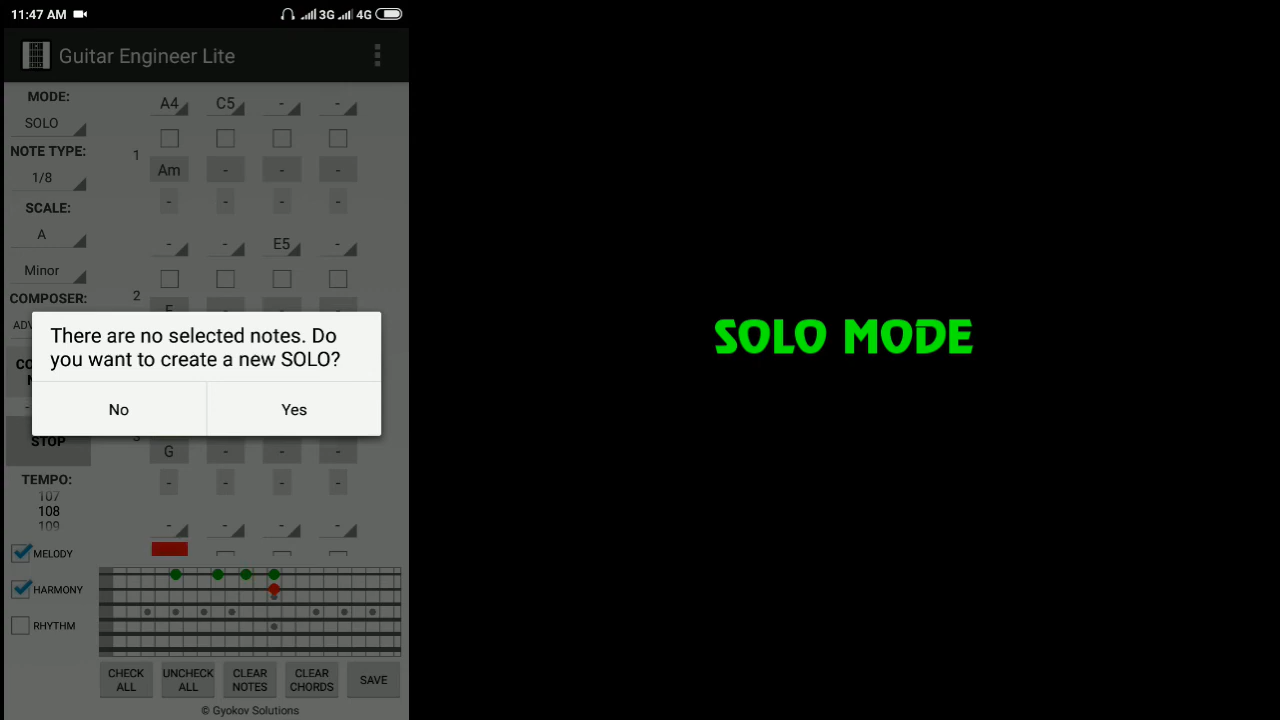 11:47 AM 3G 4G
Guitar Engineer Lite
MODE:
SOLO
NOTE TYPE:
1/8
SCALE:
A
Minor
COMPOSER:
STOP
TEMPO:
107
108
109
MELODY
HARMONY
RHYTHM
A4 C5 - -
1
Am - - -
- - - -
- - E5 -
2
There are no selected notes. Do
you want to create a new SOLO?
No Yes
G - - -
- - - -
- - - -
CHECK ALL
UNCHECK ALL
CLEAR NOTES
CLEAR CHORDS
SAVE
© Gyokov Solutions
SOLO MODE